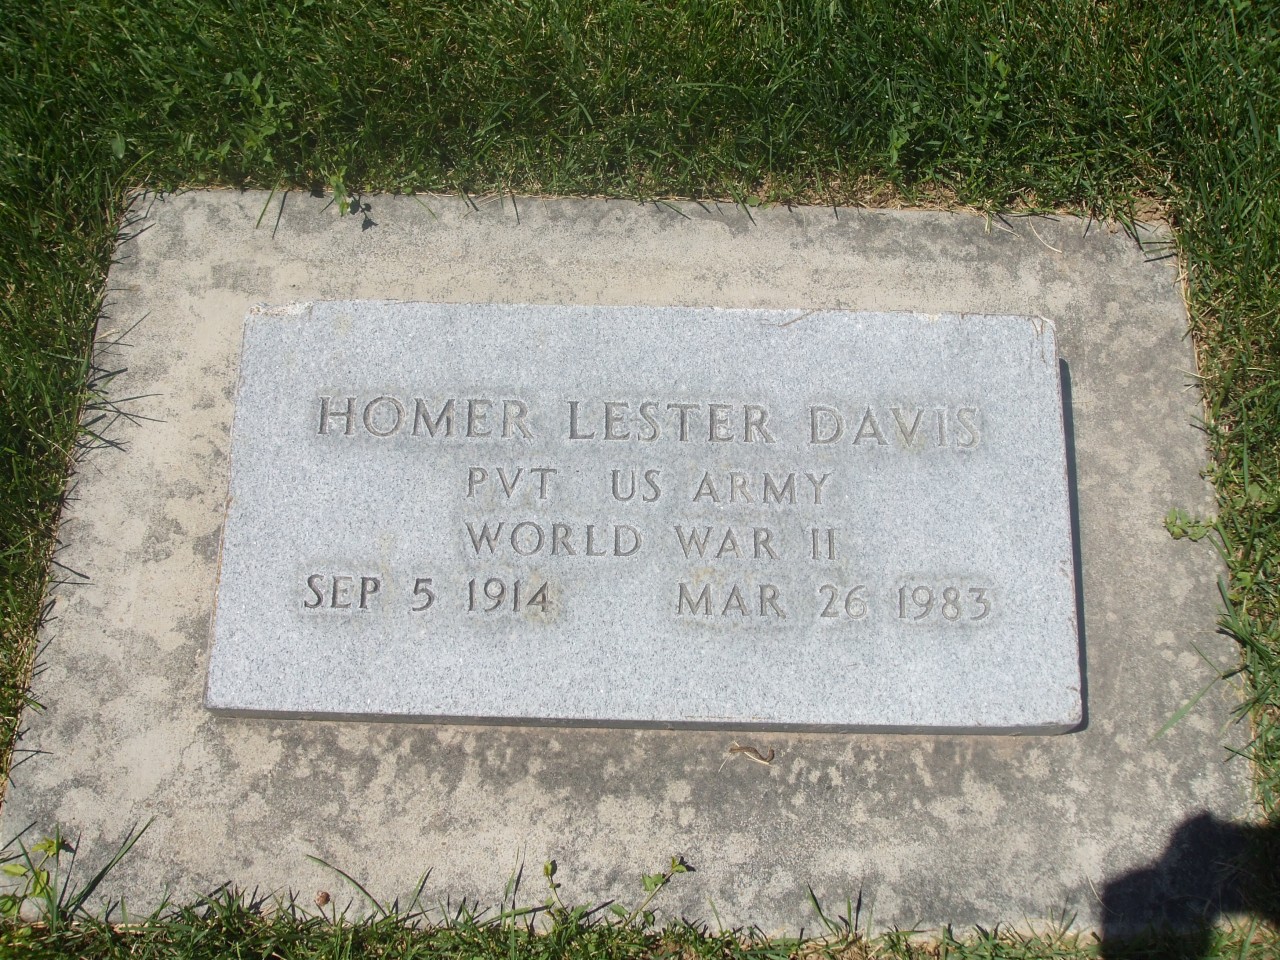 HOMER LESTER DAVIS
PVT US ARMY
WORLD WAR II
SEP 5 1914 MAR 26 1983